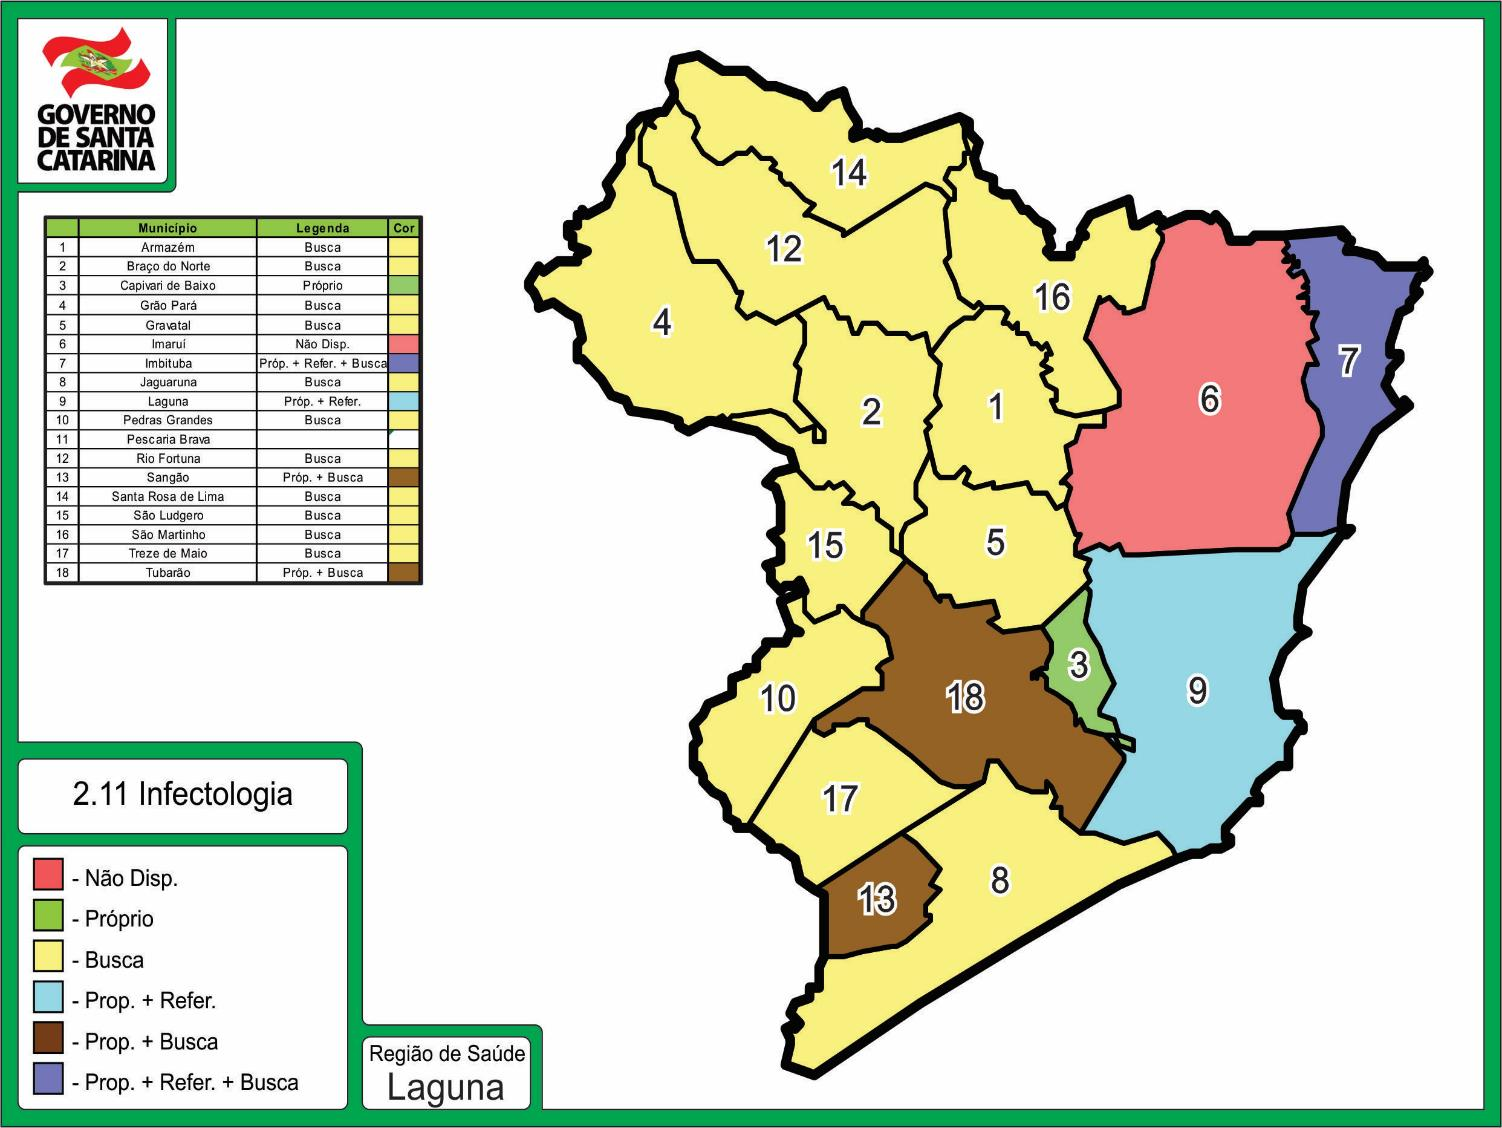 GOVERNO
DE SANTA
CATARINA
Município Legenda Cor
1 Armazém Busca
2 Braço do Norte Busca
3 Capivari de Baixo Próprio
4 Grão Pará Busca
5 Gravatal Busca
6 Imaruí Não Disp.
7 Imbituba Próp. + Refer. + Busca
8 Jaguaruna Busca
9 Laguna Próp. + Refer.
10 Pedras Grandes Busca
11 Pescaria Brava
12 Rio Fortuna Busca
13 Sangão Próp. + Busca
14 Santa Rosa de Lima Busca
15 São Ludgero Busca
16 São Martinho Busca
17 Treze de Maio Busca
18 Tubarão Próp. + Busca
14
12
16
4
7
6
2
1
15
5
3
10
18
9
17
8
13
2.11 Infectologia
- Não Disp.
- Próprio
- Busca
- Prop. + Refer.
- Prop. + Busca
- Prop. + Refer. + Busca
Região de Saúde
Laguna